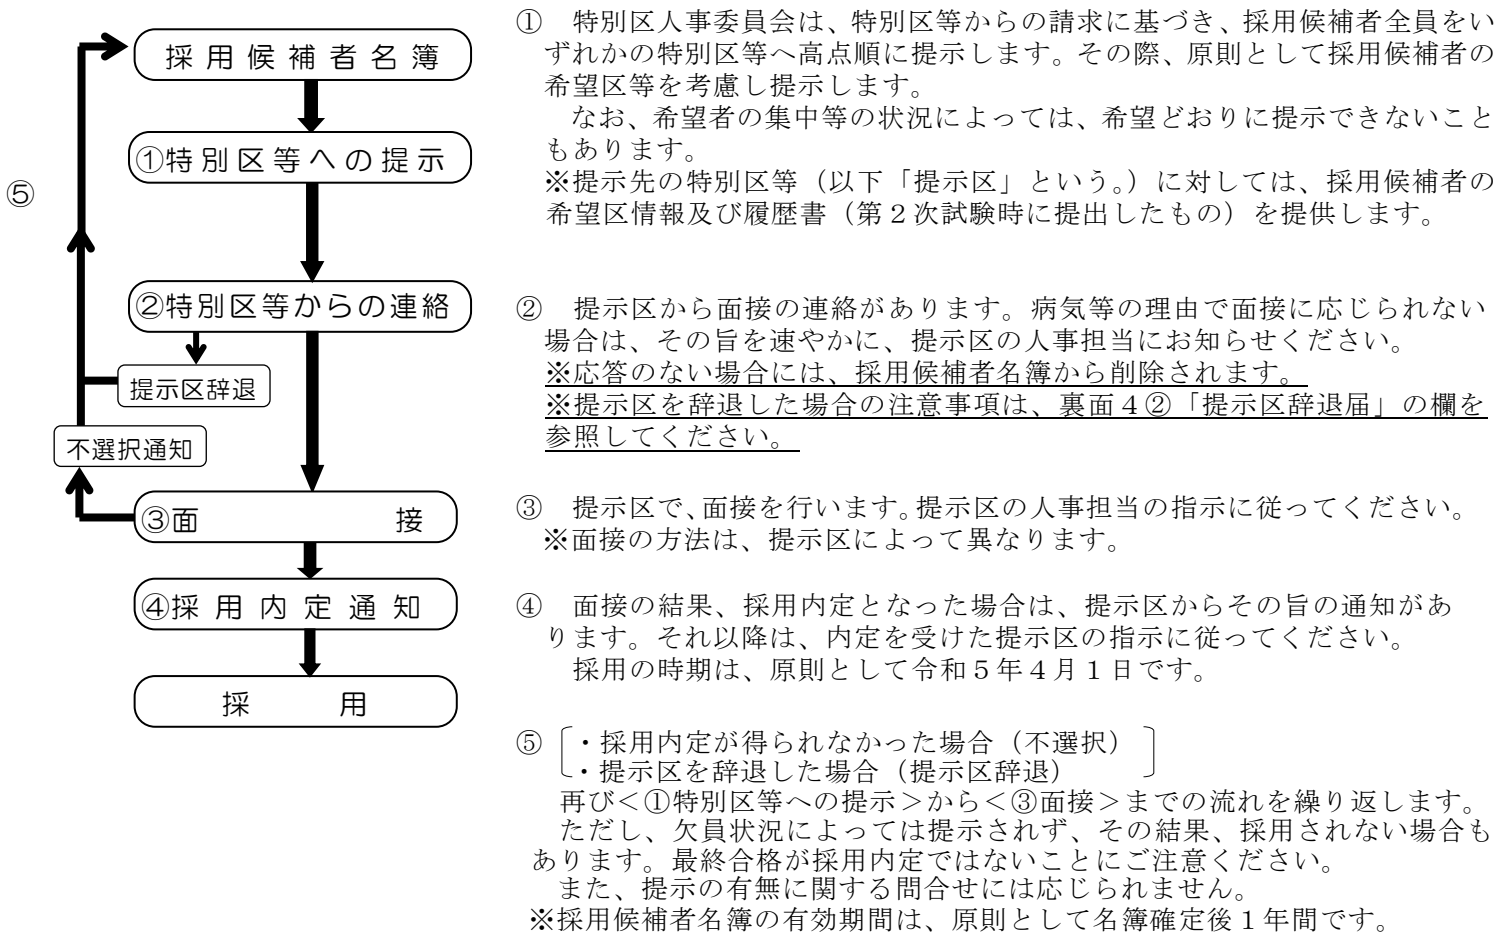 採用候補者名簿
①特別区等への提示
⑤
②特別区等からの連絡
提示区辞退
不選択通知
③面　　　接
④採用内定通知
採　　用
①　特別区人事委員会は、特別区等からの請求に基づき、採用候補者全員をい
ずれかの特別区等へ高点順に提示します。その際、原則として採用候補者の
希望区等を考慮し提示します。
なお、希望者の集中等の状況によっては、希望どおりに提示できないこと
もあります。
※提示先の特別区等（以下「提示区」という。）に対しては、採用候補者の
希望区情報及び履歴書（第２次試験時に提出したもの）を提供します。
②　提示区から面接の連絡があります。病気等の理由で面接に応じられない
場合は、その旨を速やかに、提示区の人事担当にお知らせください。
※応答のない場合には、採用候補者名簿から削除されます。
※提示区を辞退した場合の注意事項は、裏面４②「提示区辞退届」の欄を
参照してください。
③　提示区で、面接を行います。提示区の人事担当の指示に従ってください。
※面接の方法は、提示区によって異なります。
④　面接の結果、採用内定となった場合は、提示区からその旨の通知があ
ります。それ以降は、内定を受けた提示区の指示に従ってください。
採用の時期は、原則として令和５年４月１日です。
⑤　・採用内定が得られなかった場合（不選択）
・提示区を辞退した場合（提示区辞退）
再び＜①特別区等への提示＞から＜③面接＞までの流れを繰り返します。
ただし、欠員状況によっては提示されず、その結果、採用されない場合も
あります。最終合格が採用内定ではないことにご注意ください。
また、提示の有無に関する問合せには応じられません。
※採用候補者名簿の有効期間は、原則として名簿確定後１年間です。